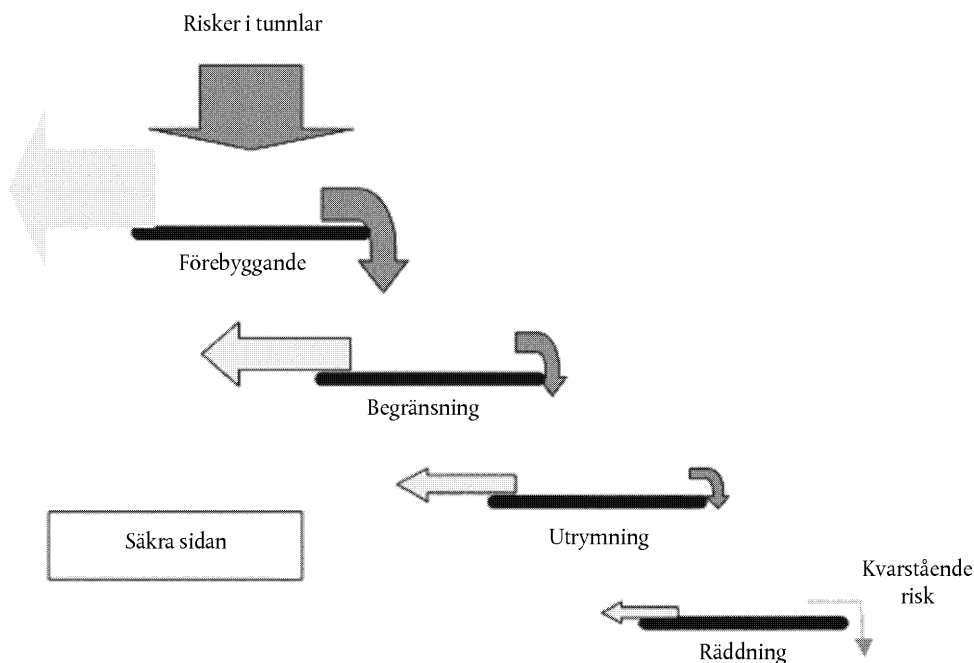 Risker i tunnlar
Förebyggande
Begränsning
Utrymning
Säkra sidan
Kvarstående
risk
Räddning